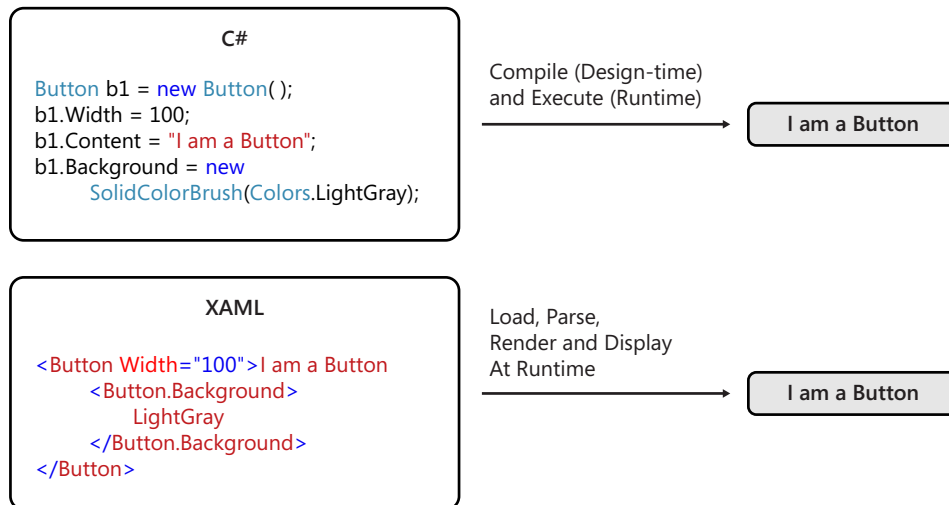 C#
Button b1 = new Button( );
b1.Width = 100;
b1.Content = "I am a Button";
b1.Background = new
SolidColorBrush(Colors.LightGray);
Compile (Design-time)
and Execute (Runtime)
I am a Button
XAML
<Button Width="100">I am a Button
<Button.Background>
LightGray
</Button.Background>
</Button>
Load, Parse,
Render and Display
At Runtime
I am a Button